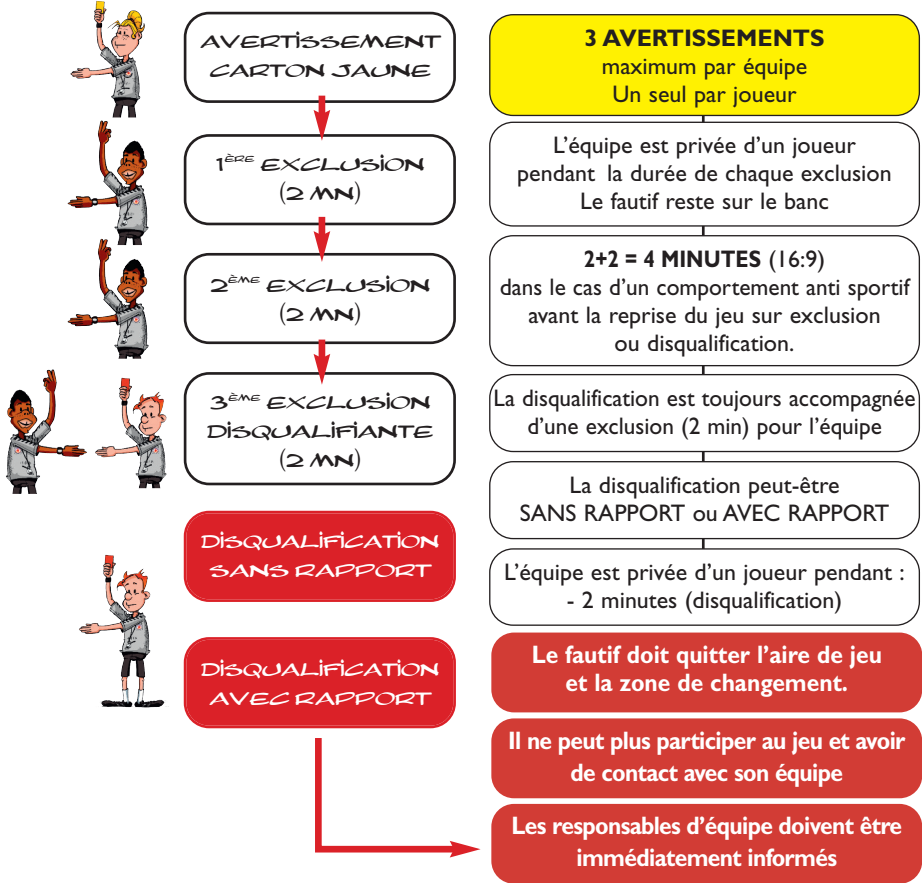 AVERTISSEMENT
CARTON JAUNE
1ÈRE EXCLUSION
(2 MN)
2ÈME EXCLUSION
(2 MN)
3ÈME EXCLUSION
DISQUALIFIANTE
(2 MN)
DISQUALIFICATION
SANS RAPPORT
DISQUALIFICATION
AVEC RAPPORT
3 AVERTISSEMENTS
maximum par équipe
Un seul par joueur
L'équipe est privée d'un joueur
pendant la durée de chaque exclusion
Le fautif reste sur le banc
2+2 = 4 MINUTES (16:9)
dans le cas d'un comportement anti sportif
avant la reprise du jeu sur exclusion
ou disqualification.
La disqualification est toujours accompagnée
d'une exclusion (2 min) pour l'équipe
La disqualification peut-être
SANS RAPPORT ou AVEC RAPPORT
L'équipe est privée d'un joueur pendant :
- 2 minutes (disqualification)
Le fautif doit quitter l'aire de jeu
et la zone de changement.
Il ne peut plus participer au jeu et avoir
de contact avec son équipe
Les responsables d'équipe doivent être
immédiatement informés